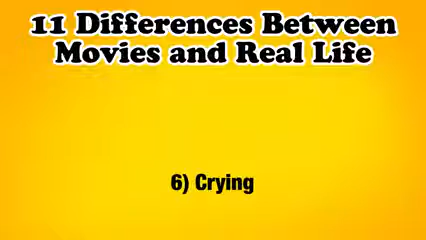 11 Differences Between
Movies and Real Life
6) Crying